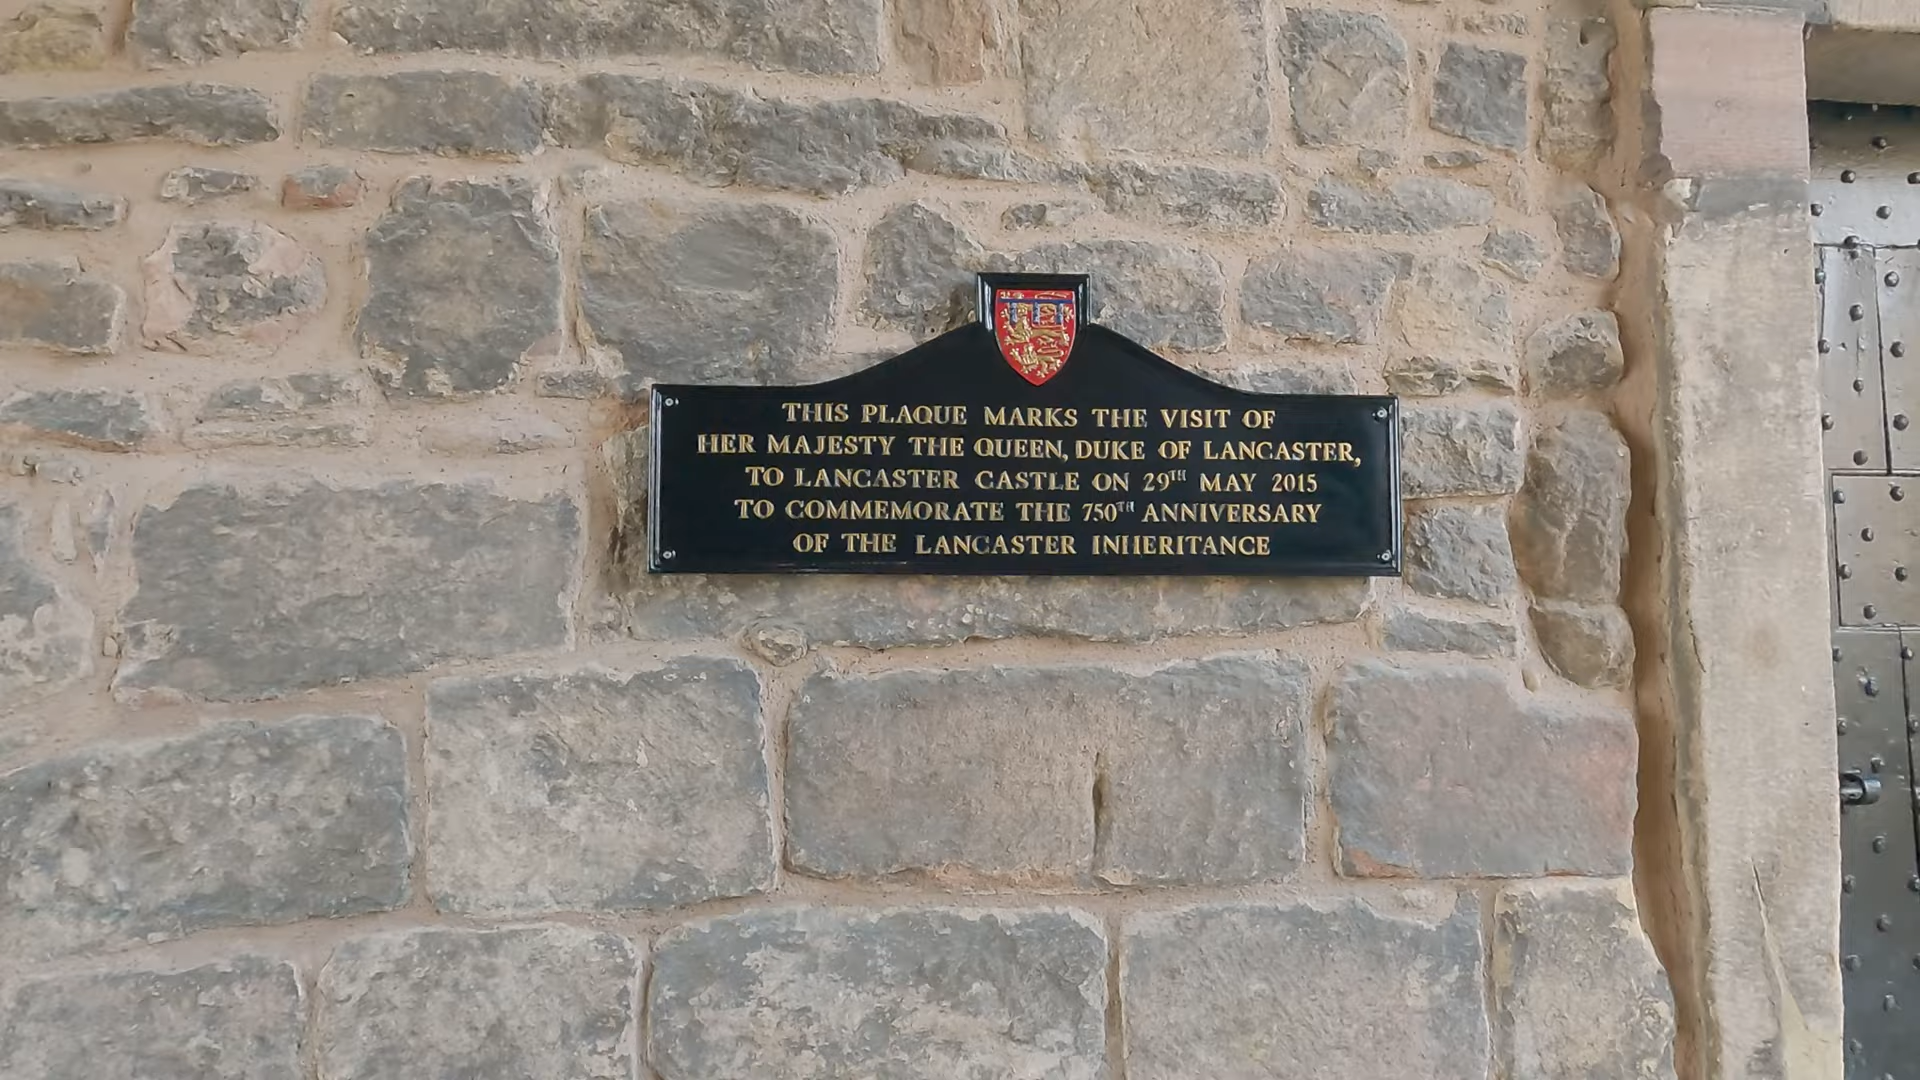 THIS PLAQUE MARKS THE VISIT OF
HER MAJESTY THE QUEEN, DUKE OF LANCASTER,
TO LANCASTER CASTLE ON 29TH MAY 2015
TO COMMEMORATE THE 750TH ANNIVERSARY
OF THE LANCASTER INHERITANCE